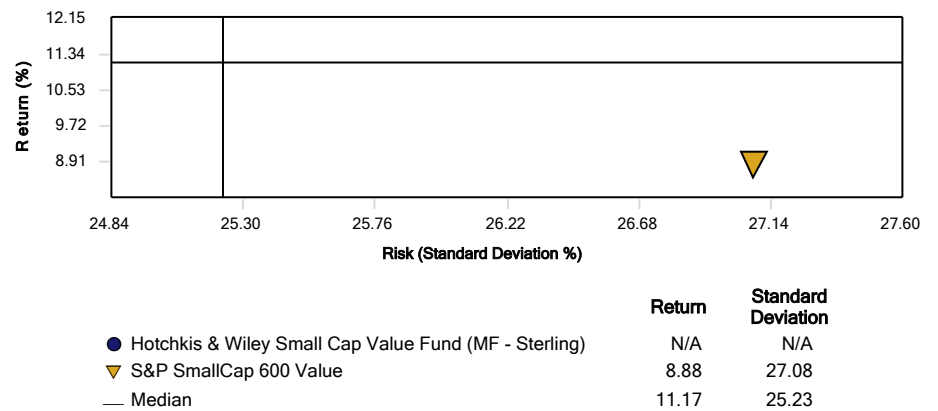 12.15
11.34
10.53
9.72
8.91
Return (%)
24.84 25.30 25.76 26.22 26.68 27.14 27.60
Risk (Standard Deviation %)
Return Standard Deviation
Hotchkis & Wiley Small Cap Value Fund (MF - Sterling) N/A N/A
S&P SmallCap 600 Value 8.88 27.08
Median 11.17 25.23